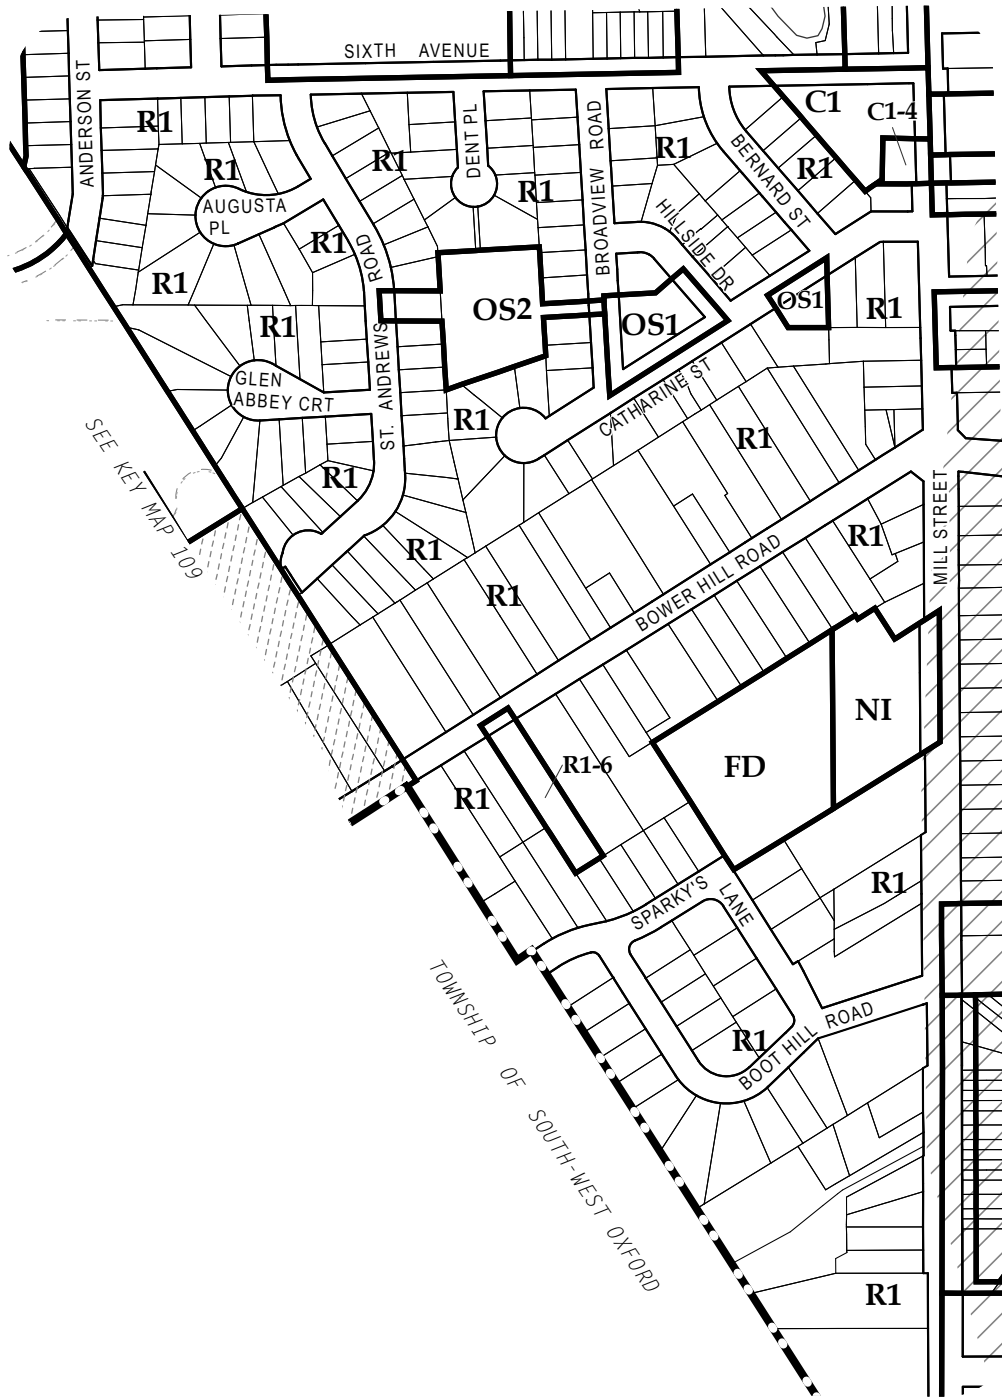 SIXTH AVENUE
ANDERSON ST
R1
C1
C1-4
R1
AUGUSTA
PL
R1
DENT PL
R1
BROADVIEW ROAD
R1
BERNARD ST
R1
HILLSIDE DR
R1
R1
ST. ANDREWS ROAD
OS2
OS1
OS1
R1
R1
GLEN
ABBEY CRT
CATHARINE ST
R1
R1
SEE KEY MAP 109
R1
R1
R1
BOWER HILL ROAD
R1
MILL STREET
NI
FD
R1-6
R1
R1
SPARKY'S LANE
R1
BOOT HILL ROAD
TOWNSHIP OF SOUTH-WEST OXFORD
R1